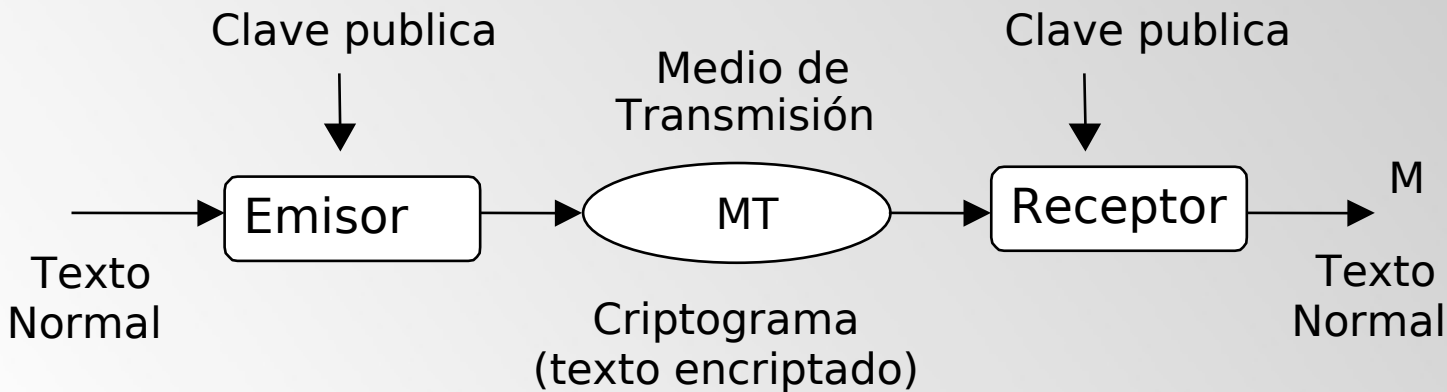 Clave publica
Clave publica
Medio de
Transmisión
Emisor
MT
Receptor
M
Texto
Normal
Criptograma
(texto encriptado)
Texto
Normal